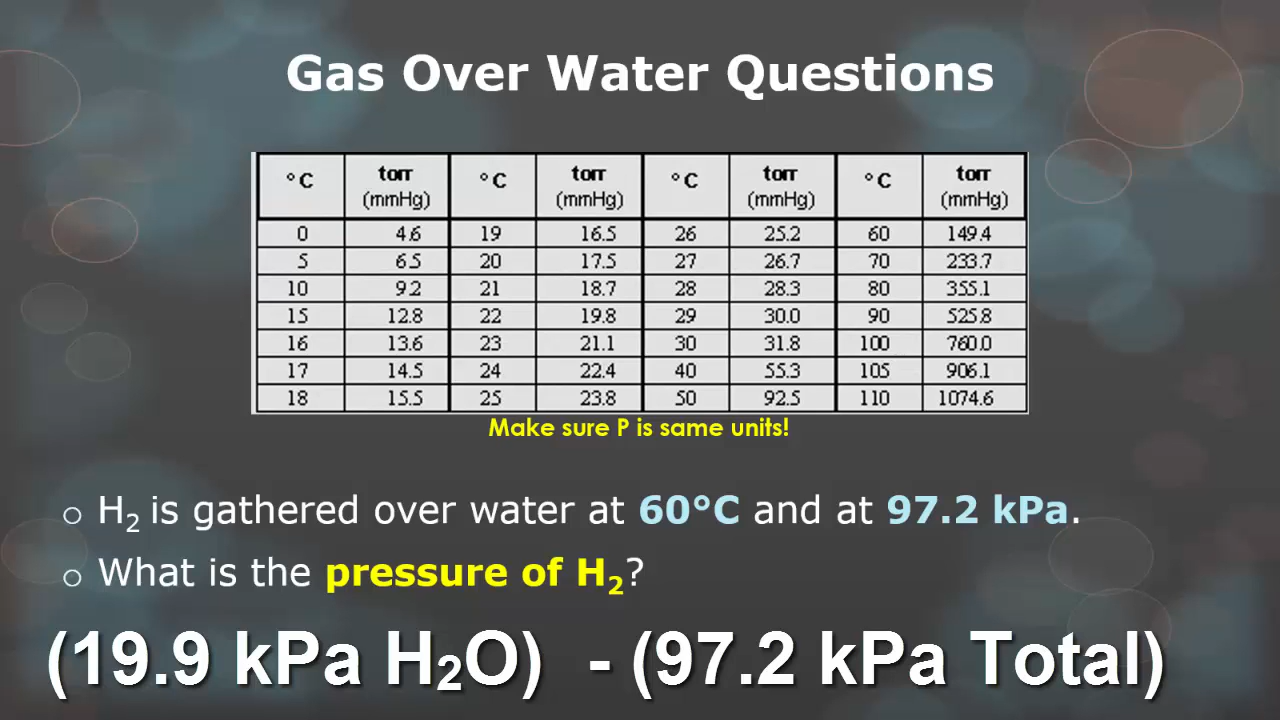 Gas Over Water Questions
°C torr (mmHg) °C torr (mmHg) °C torr (mmHg) °C torr (mmHg)
0 4.6 19 16.5 26 25.2 60 149.4
5 6.5 20 17.5 27 26.7 70 233.7
10 9.2 21 18.7 28 28.3 80 355.1
15 12.8 22 19.8 29 30.0 90 525.8
16 13.6 23 21.1 30 31.8 100 760.0
17 14.5 24 22.4 40 55.3 105 906.1
18 15.5 25 23.8 50 92.5 110 1074.6
Make sure P is same units!
○ H₂ is gathered over water at 60°C and at 97.2 kPa.
○ What is the pressure of H₂?
(19.9 kPa H₂O) - (97.2 kPa Total)